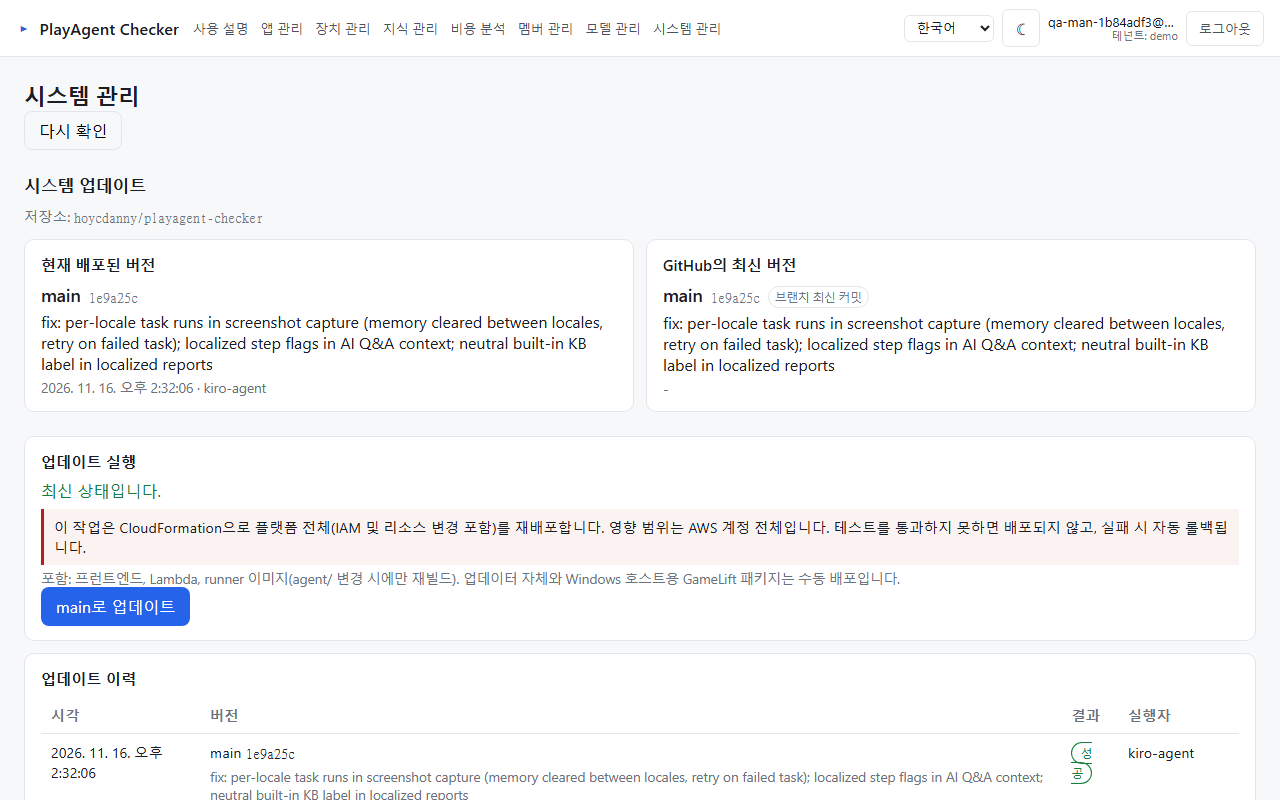 PlayAgent Checker 사용 설명 앱 관리 장치 관리 지식 관리 비용 분석 멤버 관리 모델 관리 시스템 관리 한국어 qa-man-1b84adf3@... 로그아웃
테넌트: demo
시스템 관리
다시 확인
시스템 업데이트
저장소: hoycdanny/playagent-checker
현재 배포된 버전
main 1e9a25c
fix: per-locale task runs in screenshot capture (memory cleared between locales,
retry on failed task); localized step flags in AI Q&A context; neutral built-in KB
label in localized reports
2026. 11. 16. 오후 2:32:06 · kiro-agent
GitHub의 최신 버전
main 1e9a25c 브랜치 최신 커밋
fix: per-locale task runs in screenshot capture (memory cleared between locales,
retry on failed task); localized step flags in AI Q&A context; neutral built-in KB
label in localized reports
-
업데이트 실행
최신 상태입니다.
이 작업은 CloudFormation으로 플랫폼 전체(IAM 및 리소스 변경 포함)를 재배포합니다. 영향 범위는 AWS 계정 전체입니다. 테스트를 통과하지 못하면 배포되지 않고, 실패 시 자동 롤백됩
니다.
포함: 프런트엔드, Lambda, runner 이미지(agent/ 변경 시에만 재빌드). 업데이터 자체와 Windows 호스트용 GameLift 패키지는 수동 배포입니다.
main로 업데이트
업데이트 이력
시각 버전 결과 실행자
2026. 11. 16. 오후
2:32:06
main 1e9a25c
fix: per-locale task runs in screenshot capture (memory cleared between locales, retry on failed task); localized step flags in AI Q&A context;
neutral built-in KB label in localized reports
성
공
kiro-agent